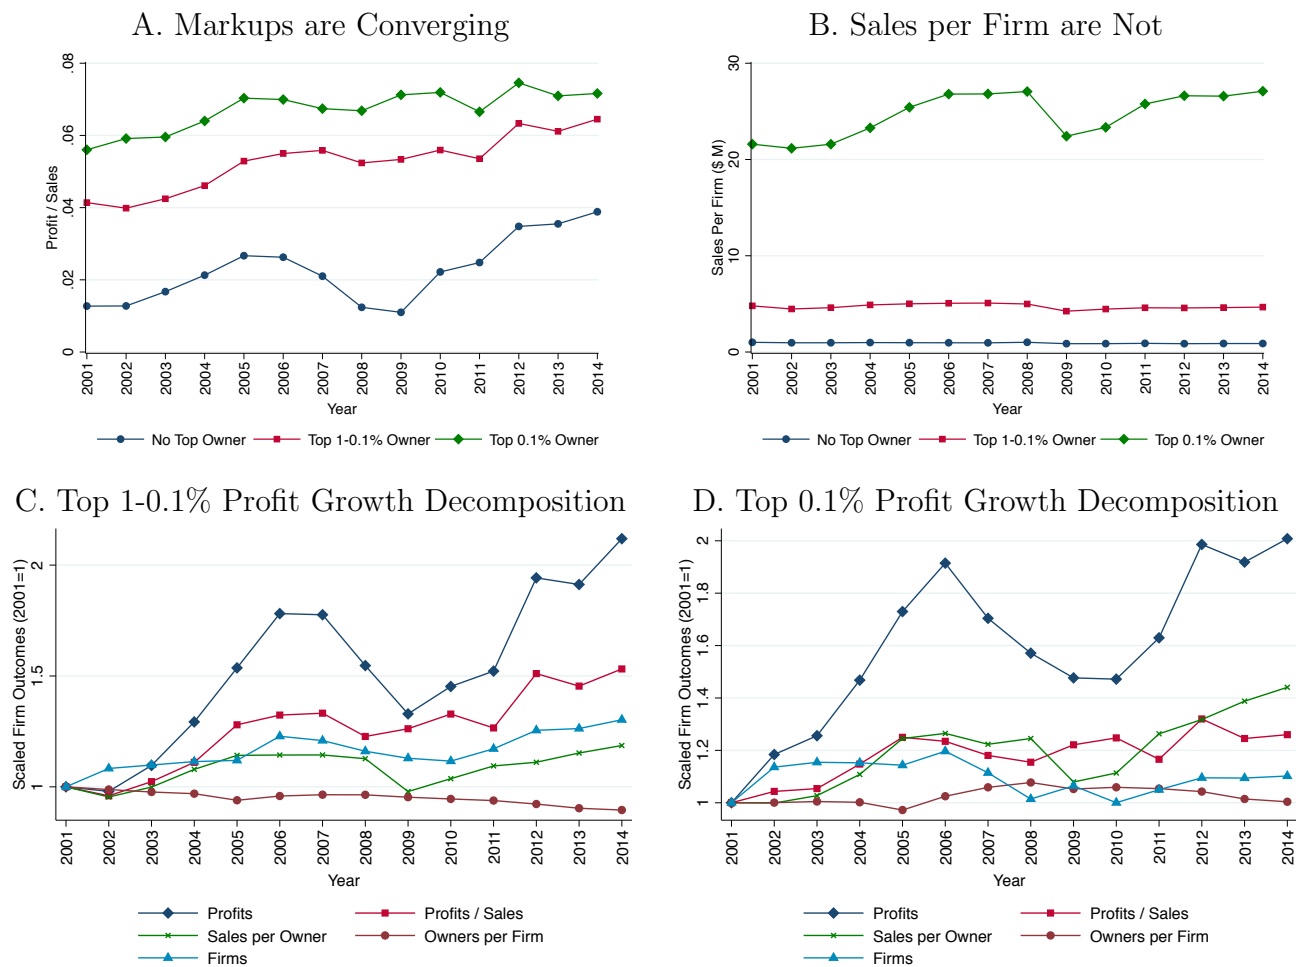 A. Markups are Converging
Profit / Sales
.08
.06
.04
.02
0
2001 2002 2003 2004 2005 2006 2007 2008 2009 2010 2011 2012 2013 2014
Year
No Top Owner Top 1-0.1% Owner Top 0.1% Owner
B. Sales per Firm are Not
Sales Per Firm ($ M)
30
20
10
0
2001 2002 2003 2004 2005 2006 2007 2008 2009 2010 2011 2012 2013 2014
Year
No Top Owner Top 1-0.1% Owner Top 0.1% Owner
C. Top 1-0.1% Profit Growth Decomposition
Scaled Firm Outcomes (2001=1)
2
1.5
1
2001 2002 2003 2004 2005 2006 2007 2008 2009 2010 2011 2012 2013 2014
Year
Profits Profits / Sales
Sales per Owner Owners per Firm
Firms
D. Top 0.1% Profit Growth Decomposition
Scaled Firm Outcomes (2001=1)
2
1.8
1.6
1.4
1.2
1
2001 2002 2003 2004 2005 2006 2007 2008 2009 2010 2011 2012 2013 2014
Year
Profits Profits / Sales
Sales per Owner Owners per Firm
Firms